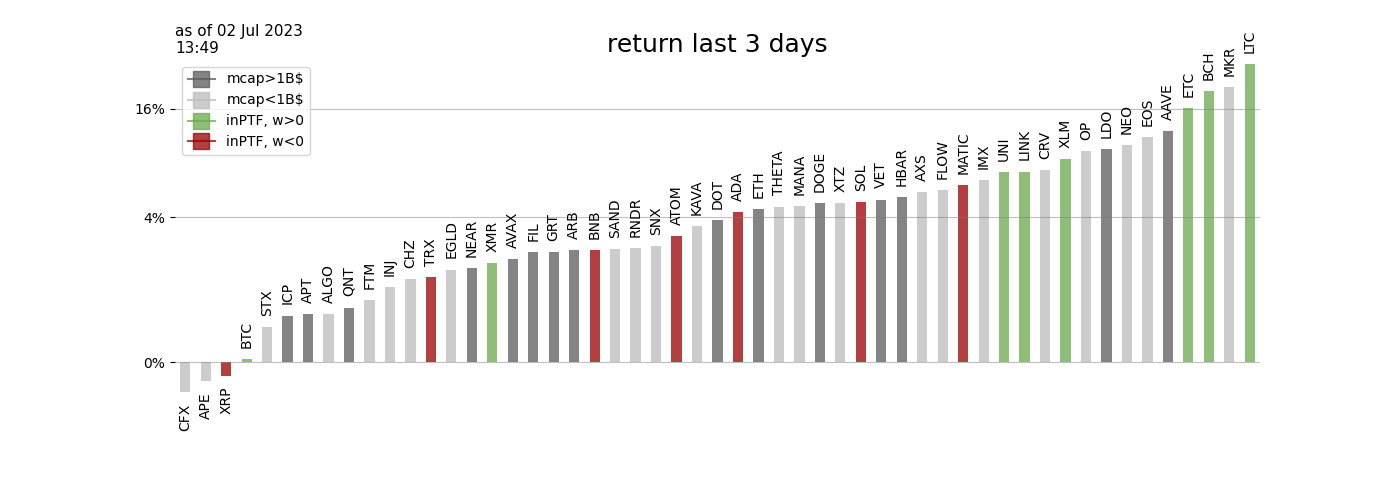 as of 02 Jul 2023
13:49
return last 3 days
mcap>1B$
mcap<1B$
inPTF, w>0
inPTF, w<0
16%
4%
0%
CFX
APE
XRP
BTC
STX
ICP
APT
ALGO
QNT
FTM
INJ
CHZ
TRX
EGLD
NEAR
XMR
AVAX
FIL
GRT
ARB
BNB
SAND
RNDR
SNX
ATOM
KAVA
DOT
ADA
ETH
THETA
MANA
DOGE
XTZ
SOL
VET
HBAR
AXS
FLOW
MATIC
IMX
UNI
LINK
CRV
XLM
OP
LDO
NEO
EOS
AAVE
ETC
BCH
MKR
LTC